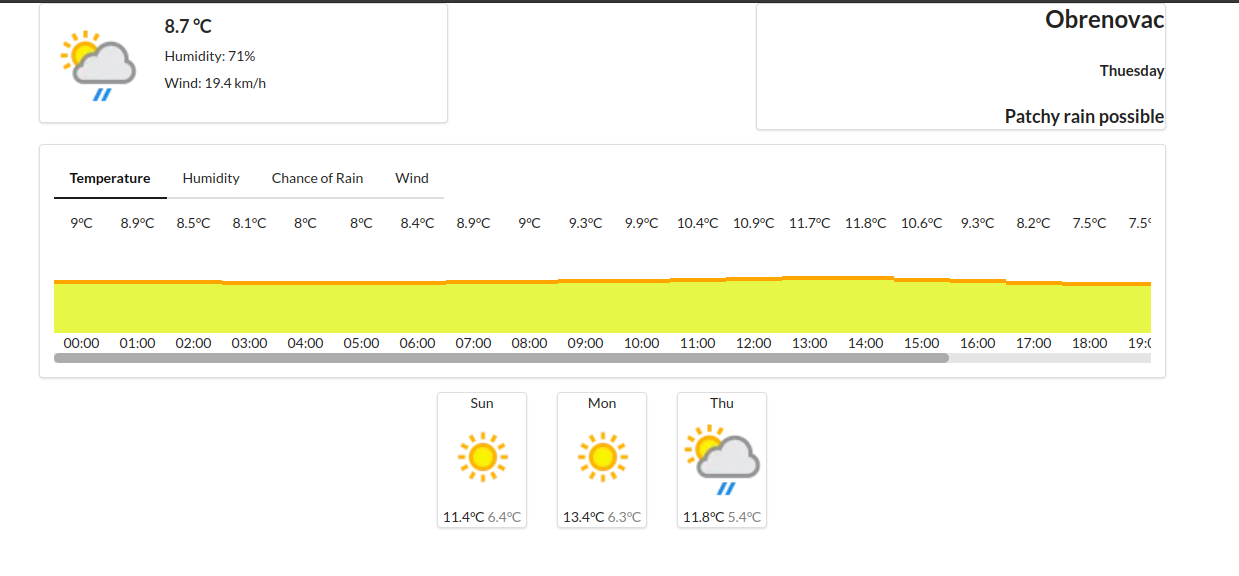 8.7 °C
Humidity: 71%
Wind: 19.4 km/h
Obrenovac
Thuesday
Patchy rain possible
Temperature Humidity Chance of Rain Wind
9°C 8.9°C 8.5°C 8.1°C 8°C 8°C 8.4°C 8.9°C 9°C 9.3°C 9.9°C 10.4°C 10.9°C 11.7°C 11.8°C 10.6°C 9.3°C 8.2°C 7.5°C 7.5°
00:00 01:00 02:00 03:00 04:00 05:00 06:00 07:00 08:00 09:00 10:00 11:00 12:00 13:00 14:00 15:00 16:00 17:00 18:00
Sun Mon Thu
11.4°C 6.4°C 13.4°C 6.3°C 11.8°C 5.4°C